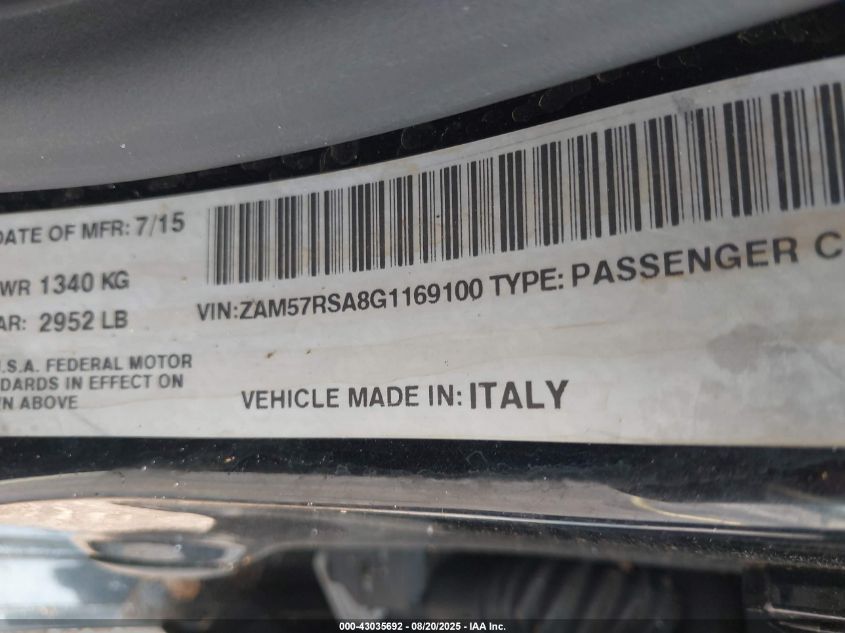 DATE OF MFR: 7/15
WR 1340 KG
AR: 2952 LB
VIN:ZAM57RSA8G1169100 TYPE: PASSENGER C
.S.A. FEDERAL MOTOR
DARDS IN EFFECT ON
N ABOVE
VEHICLE MADE IN: ITALY
000-43035692 - 08/20/2025 - IAA Inc.